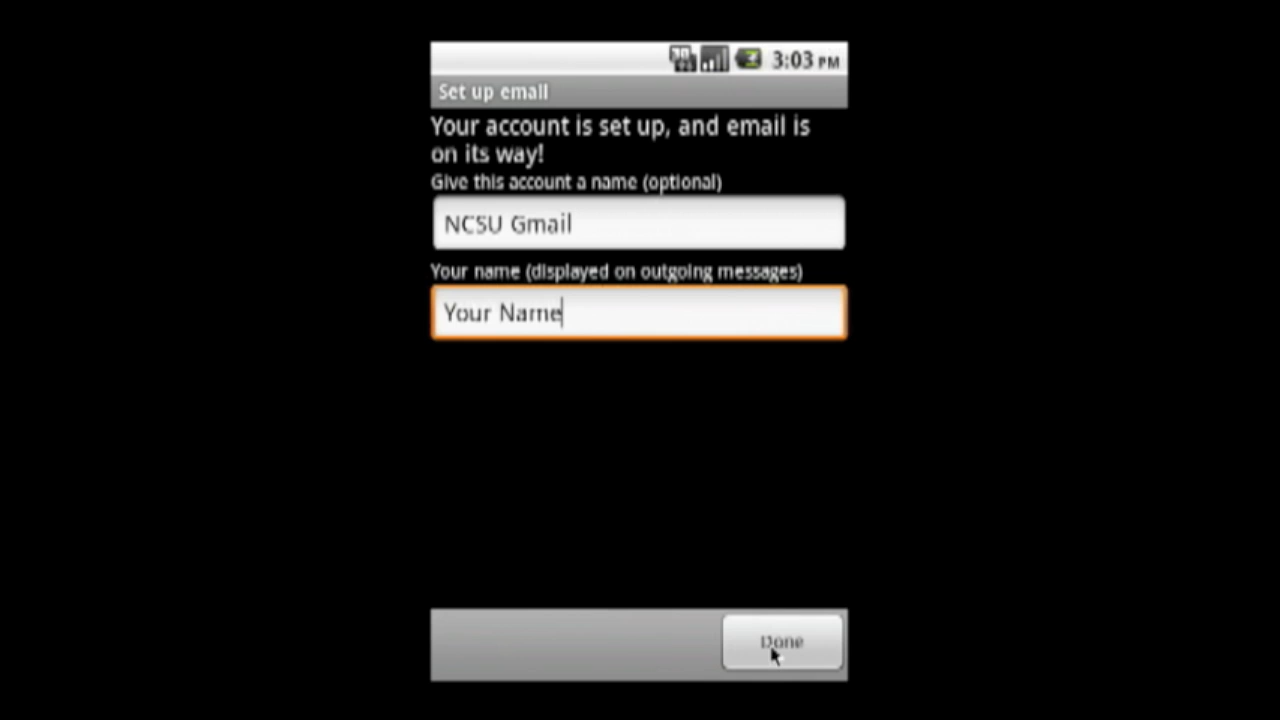 3:03 PM
Set up email
Your account is set up, and email is
on its way!
Give this account a name (optional)
NCSU Gmail
Your name (displayed on outgoing messages)
Your Name
Done